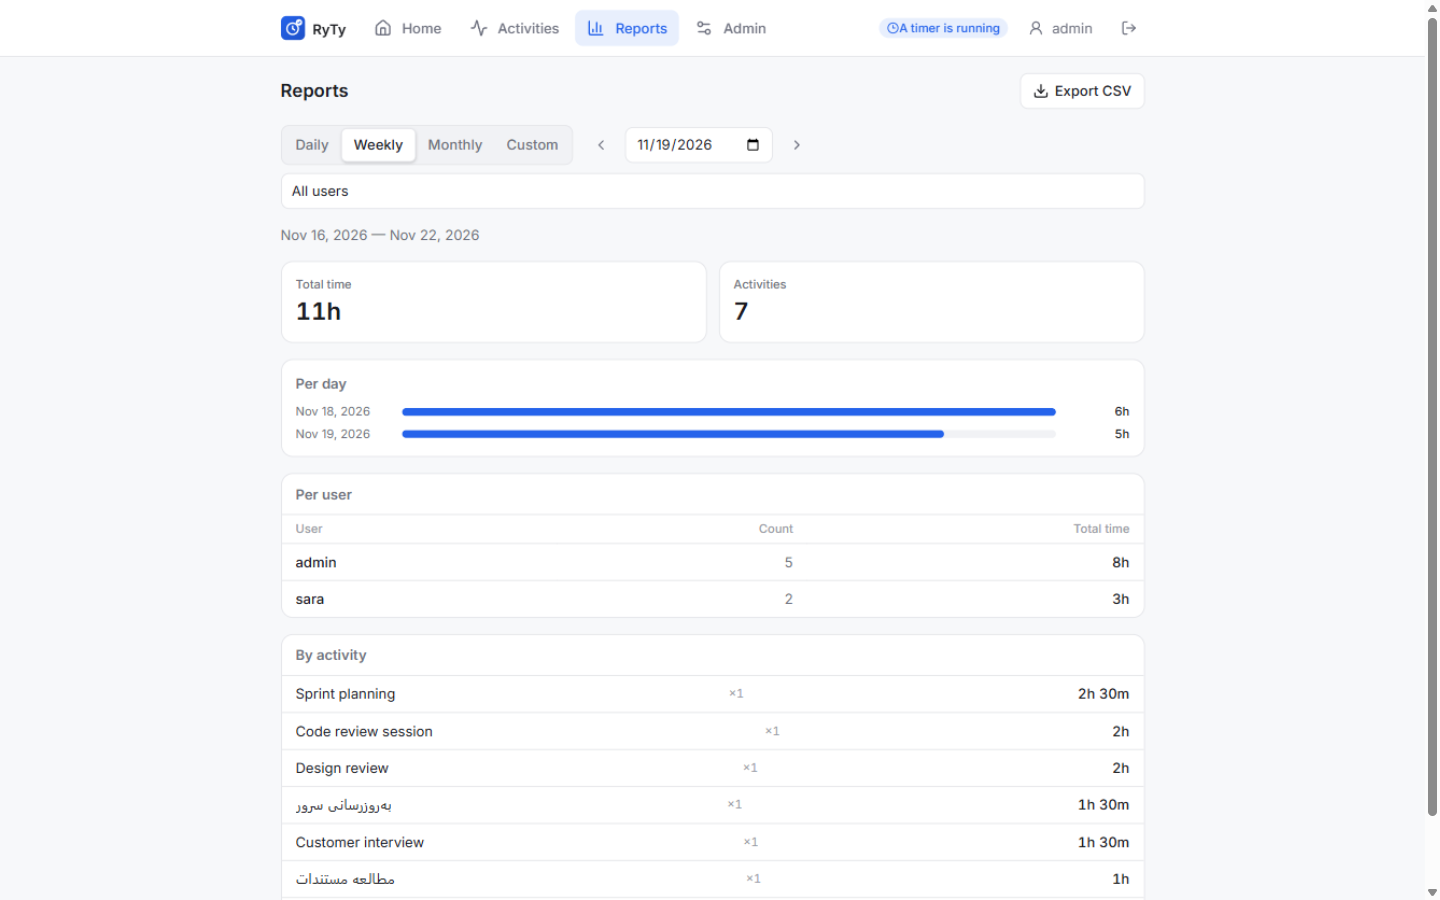 RyTy
Home
Activities
Reports
Admin
A timer is running
admin
Reports
Export CSV
Daily
Weekly
Monthly
Custom
11/19/2026
All users
Nov 16, 2026 — Nov 22, 2026
Total time
11h
Activities
7
Per day
Nov 18, 2026 6h
Nov 19, 2026 5h
Per user
User Count Total time
admin 5 8h
sara 2 3h
By activity
Sprint planning ×1 2h 30m
Code review session ×1 2h
Design review ×1 2h
به‌روزرسانی سرور ×1 1h 30m
Customer interview ×1 1h 30m
مطالعه مستندات ×1 1h